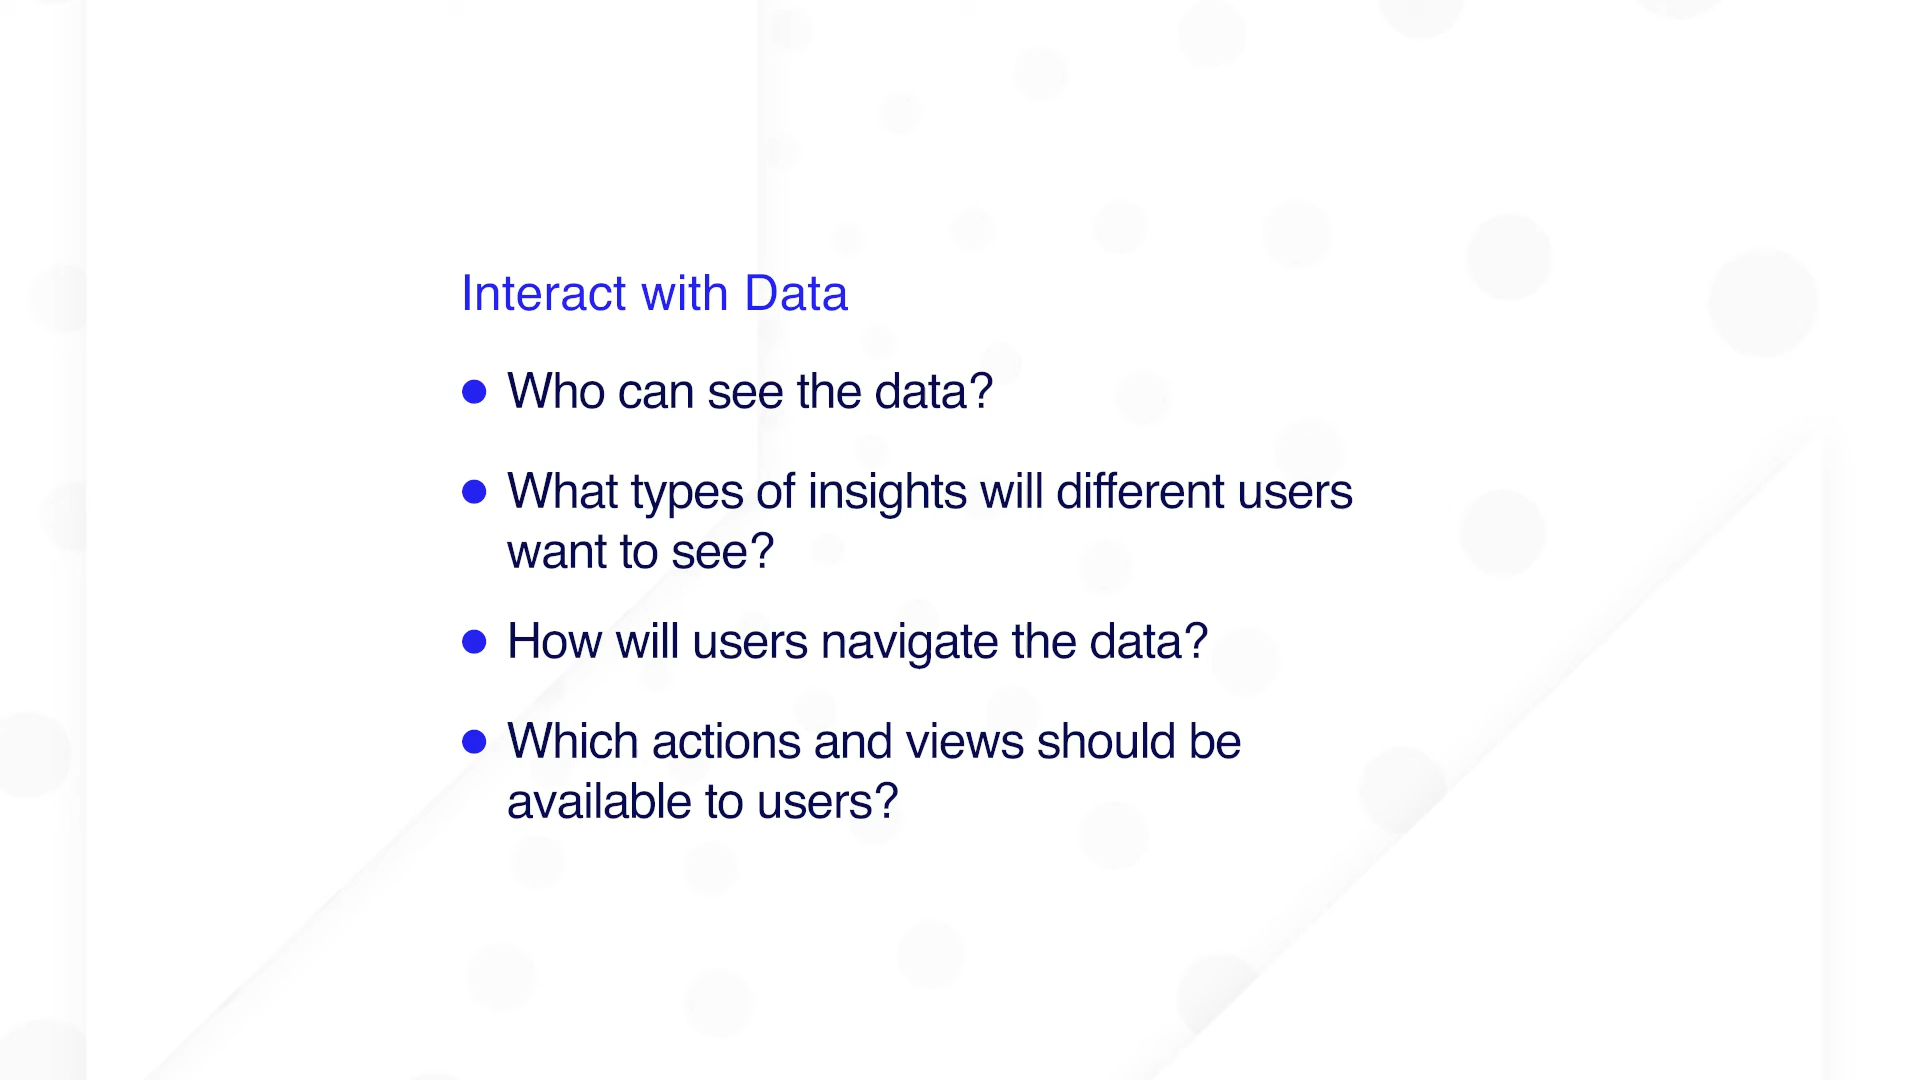 Interact with Data
● Who can see the data?
● What types of insights will different users
want to see?
● How will users navigate the data?
● Which actions and views should be
available to users?